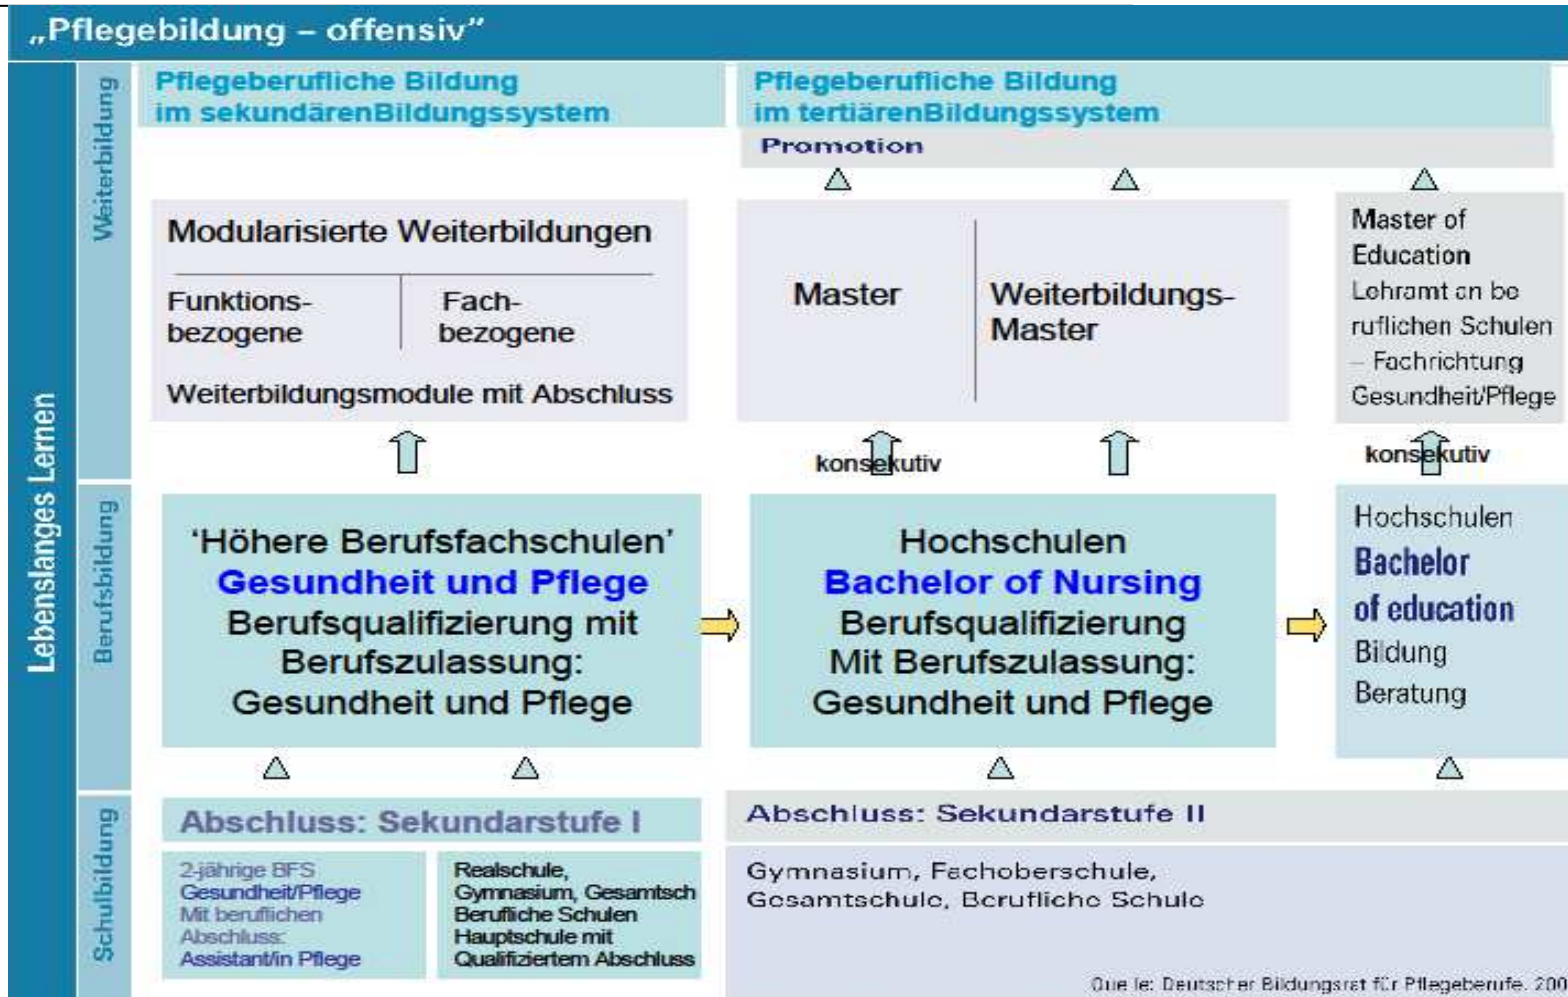 „Pflegebildung – offensiv"
Lebenslanges Lernen
Weiterbildung
Pflegeberufliche Bildung
im sekundärenBildungssystem
Pflegeberufliche Bildung
im tertiärenBildungssystem
Promotion
Modularisierte Weiterbildungen
Funktions-
bezogene
Fach-
bezogene
Weiterbildungsmodule mit Abschluss
Master
Weiterbildungs-
Master
Master of
Education
Lehramt an be
ruflichen Schulen
– Fachrichtung
Gesundheit/Pflege
konsekutiv
konsekutiv
Berufsbildung
'Höhere Berufsfachschulen'
Gesundheit und Pflege
Berufsqualifizierung mit
Berufszulassung:
Gesundheit und Pflege
Hochschulen
Bachelor of Nursing
Berufsqualifizierung
Mit Berufszulassung:
Gesundheit und Pflege
Hochschulen
Bachelor
of education
Bildung
Beratung
Schulbildung
Abschluss: Sekundarstufe I
2-jährige BFS
Gesundheit/Pflege
Mit beruflichen
Abschluss:
Assistant/in Pflege
Realschule,
Gymnasium, Gesamtsch
Berufliche Schulen
Hauptschule mit
Qualifiziertem Abschluss
Abschluss: Sekundarstufe II
Gymnasium, Fachoberschule,
Gesamtschule, Berufliche Schule
Quelle: Deutscher Bildungsrat für Pflegeberufe. 200